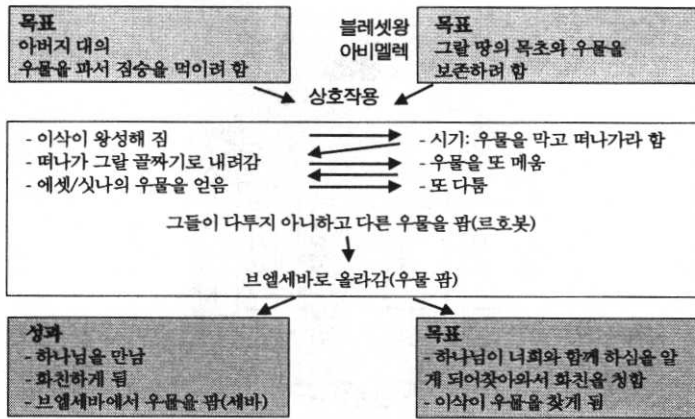 목표
아버지 대의
우물을 파서 짐승을 먹이려 함
블레셋왕
아비멜렉
목표
그랄 땅의 목초와 우물을
보존하려 함
상호작용
- 이삭이 왕성해 짐
- 시기: 우물을 막고 떠나가라 함
- 떠나가 그랄 골짜기로 내려감
- 우물을 또 메움
- 에셋/싯나의 우물을 얻음
- 또 다툼
그들이 다투지 아니하고 다른 우물을 팜(르호봇)
브엘세바로 올라감(우물 팜)
성과
- 하나님을 만남
- 화친하게 됨
- 브엘세바에서 우물을 팜(세바)
목표
- 하나님이 너희와 함께 하심을 알
게 되어찾아와서 화친을 청함
- 이삭이 우물을 찾게 됨